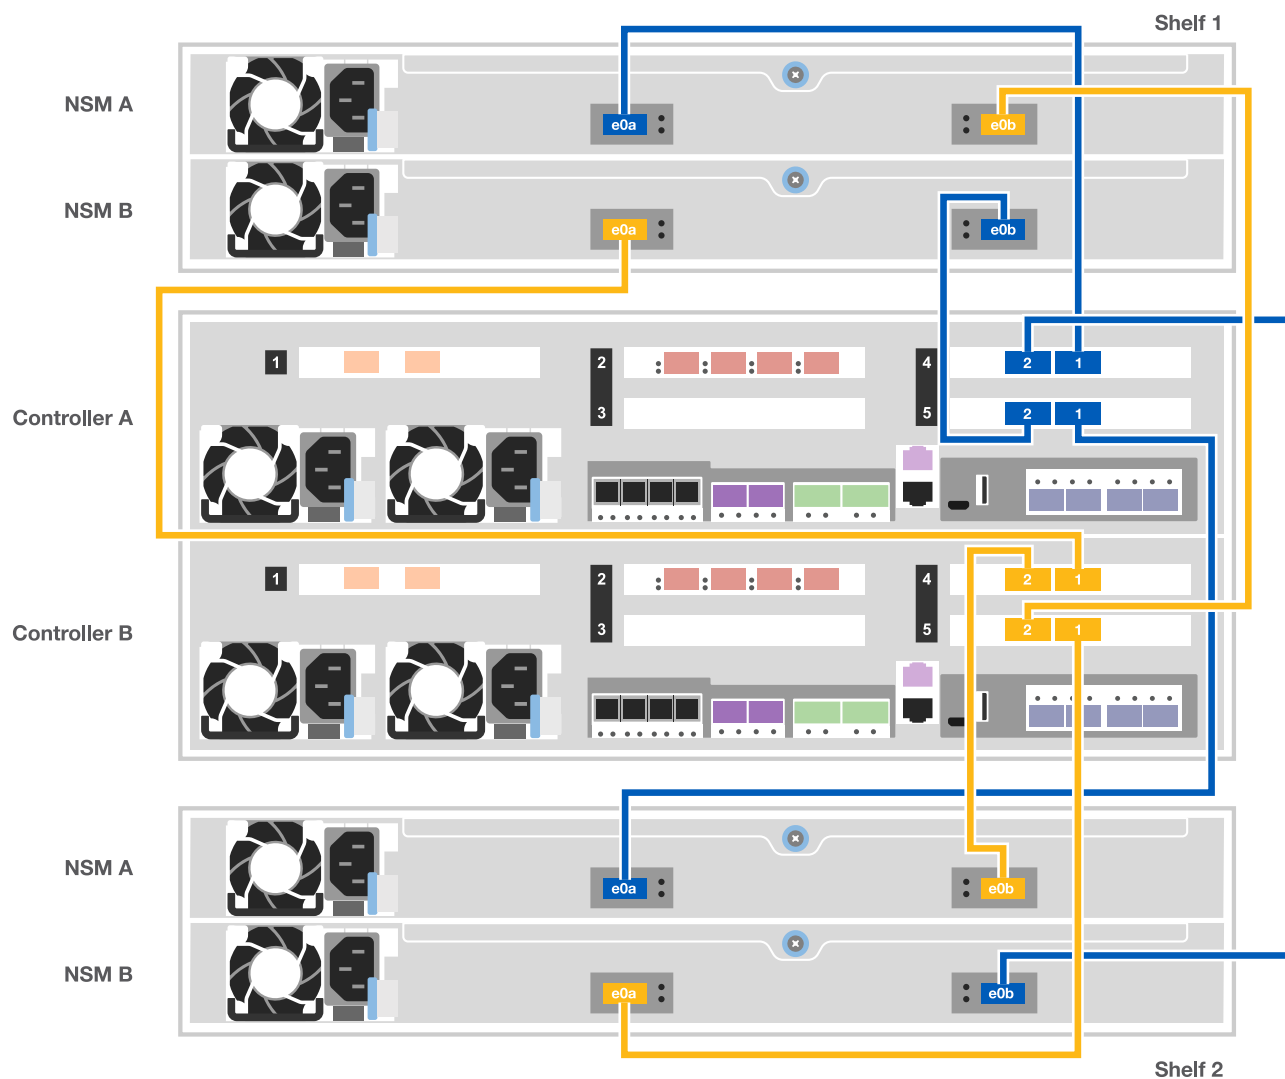 Shelf 1
NSM A
e0a
e0b
NSM B
e0a
e0b
1
2
4
2
1
Controller A
3
5
2
1
1
2
4
2
1
Controller B
3
5
2
1
NSM A
e0a
e0b
NSM B
e0a
e0b
Shelf 2